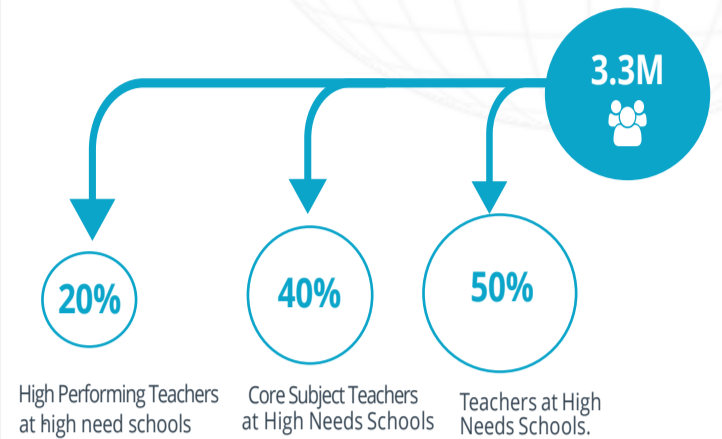 3.3M
20%
40%
50%
High Performing Teachers
at high need schools
Core Subject Teachers
at High Needs Schools
Teachers at High
Needs Schools.